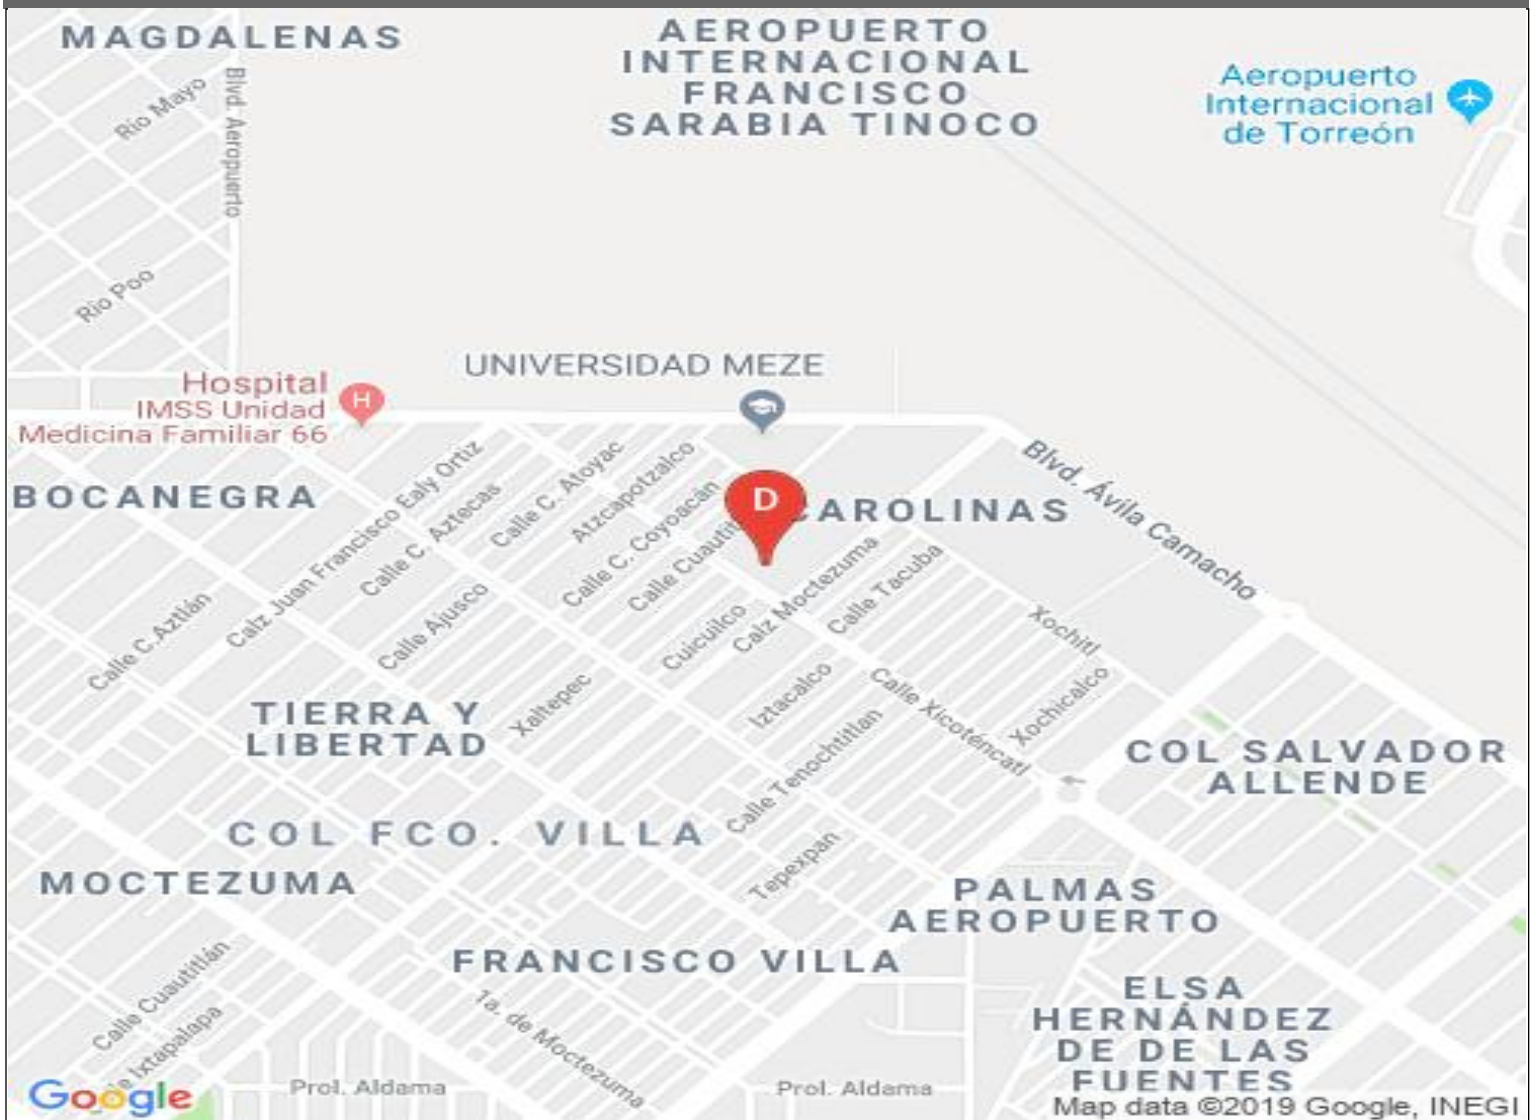 MAGDALENAS
AEROPUERTO
INTERNACIONAL
FRANCISCO
SARABIA TINOCO
Aeropuerto
Internacional
de Torreón
Río Mayo
Blvd. Aeropuerto
Río Poo
UNIVERSIDAD MEZE
Hospital
H
IMSS Unidad
Medicina Familiar 66
Blvd. Ávila Camacho
BOCANEGRA
Calz Juan Francisco Ealy Ortiz
Calle C. Aztecas
Calle C. Atoyac
Atzcapotzalco
Calle C. Coyoacán
D
CAROLINAS
Calle Cuautit
Calz Moctezuma
Calle Tacuba
Calle C.Aztlán
Calle Ajusco
Cuicuilco
Xochitl
Xaltepec
Iztacalco
Calle Xicoténcatl
Xochicalco
TIERRA Y
LIBERTAD
Calle Tenochtitlan
COL SALVADOR
ALLENDE
COL FCO. VILLA
MOCTEZUMA
Tepexpan
PALMAS
AEROPUERTO
FRANCISCO VILLA
Calle Cuautitlán
1a. de Moctezuma
ELSA
HERNÁNDEZ
DE DE LAS
FUENTES
Ixtapalapa
Google
Prol. Aldama
Prol. Aldama
Map data ©2019 Google, INEGI